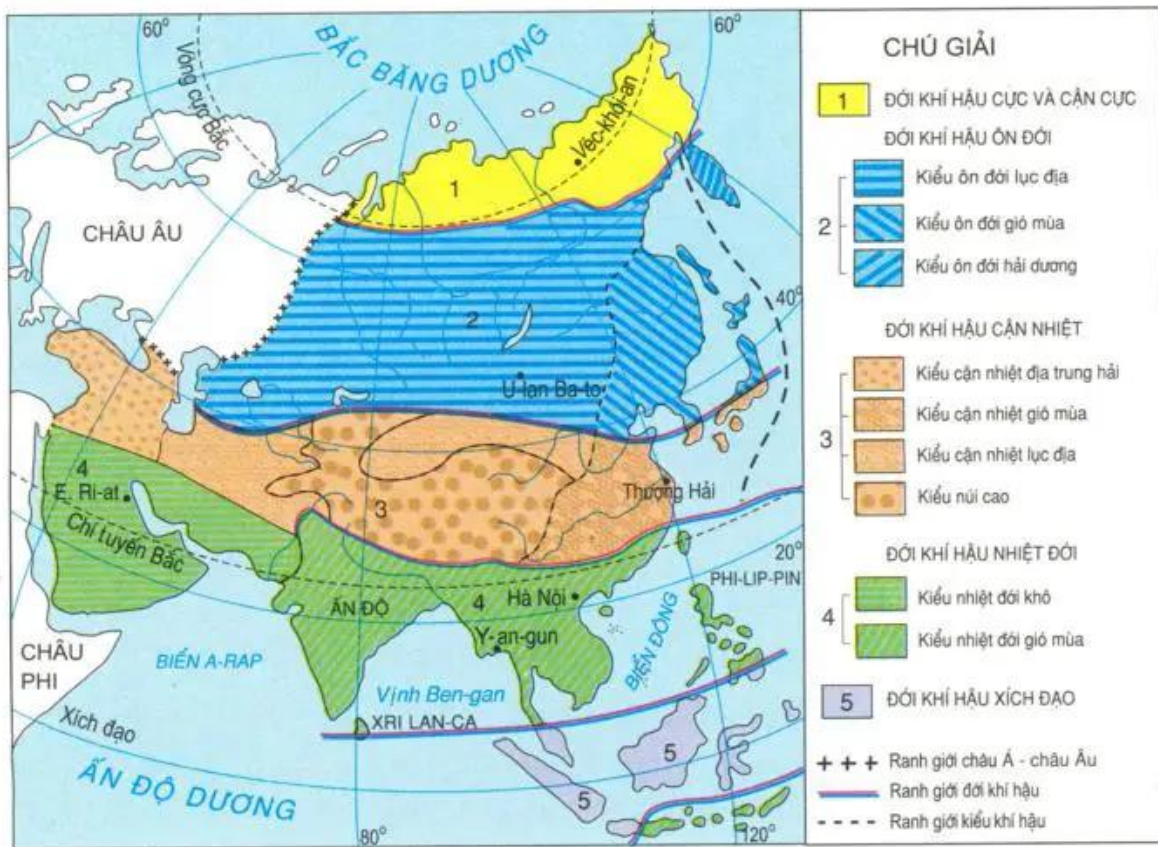 60°
60°
BẮC BĂNG DƯƠNG
Vòng cực Bắc
Véc-khôi-an
1
CHÂU ÂU
40°
2
U-lan Ba-to
4
E. Ri-at
Chí tuyến Bắc
3
Thượng Hải
20°
PHI-LIP-PIN
4
Hà Nội
ẤN ĐỘ
Y-an-gun
BIỂN ĐÔNG
CHÂU
PHI
BIỂN A-RAP
Vịnh Ben-gan
XRI LAN-CA
Xích đạo
5
5
ẤN ĐỘ DƯƠNG
80°
120°
CHÚ GIẢI
1 ĐỚI KHÍ HẬU CỰC VÀ CẬN CỰC
ĐỚI KHÍ HẬU ÔN ĐỚI
2
Kiểu ôn đới lục địa
Kiểu ôn đới gió mùa
Kiểu ôn đới hải dương
ĐỚI KHÍ HẬU CẬN NHIỆT
3
Kiểu cận nhiệt địa trung hải
Kiểu cận nhiệt gió mùa
Kiểu cận nhiệt lục địa
Kiểu núi cao
ĐỚI KHÍ HẬU NHIỆT ĐỚI
4
Kiểu nhiệt đới khô
Kiểu nhiệt đới gió mùa
5 ĐỚI KHÍ HẬU XÍCH ĐẠO
+ + + Ranh giới châu Á - châu Âu
Ranh giới đới khí hậu
Ranh giới kiểu khí hậu